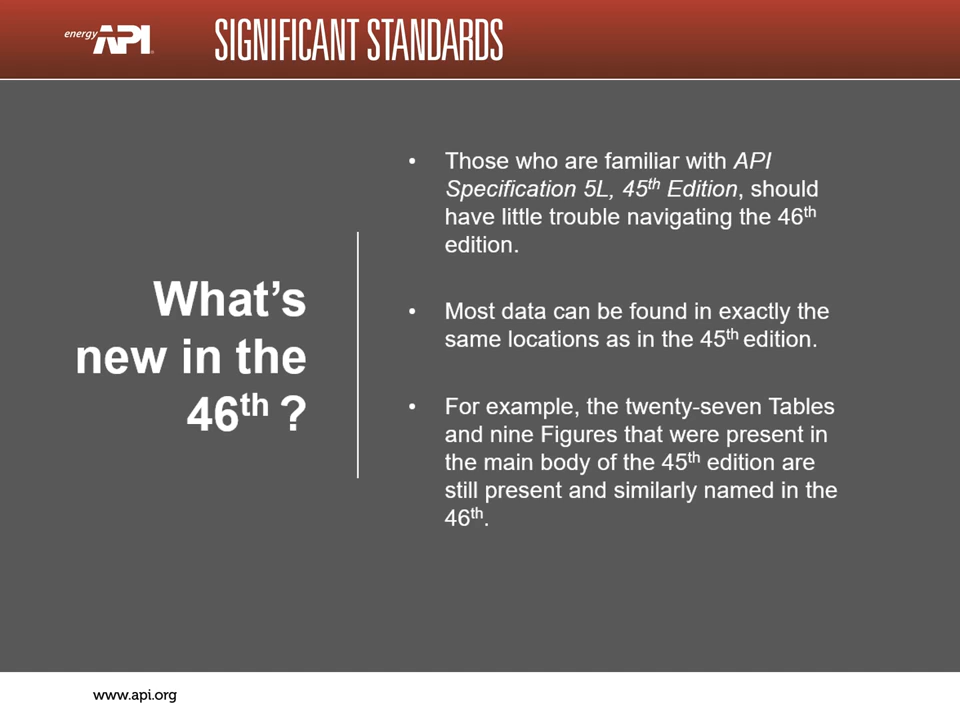 energy API
SIGNIFICANT STANDARDS
What's
new in the
46th ?
• Those who are familiar with API
Specification 5L, 45th Edition, should
have little trouble navigating the 46th
edition.
• Most data can be found in exactly the
same locations as in the 45th edition.
• For example, the twenty-seven Tables
and nine Figures that were present in
the main body of the 45th edition are
still present and similarly named in the
46th.
www.api.org